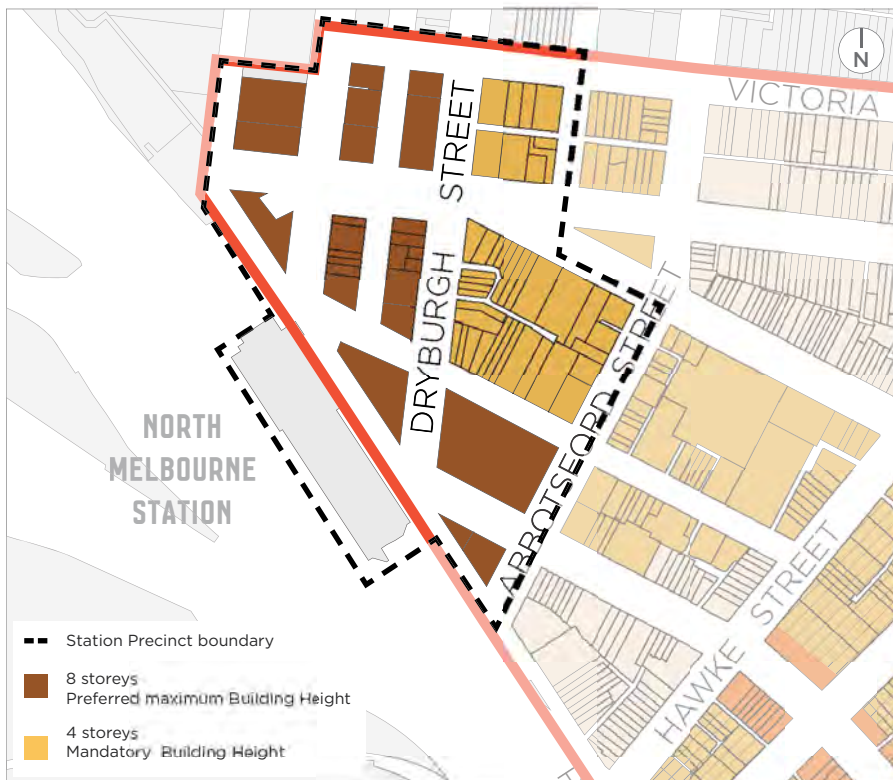 N
VICTORIA
DRYBURGH STREET
ABBOTSFORD STREET
HAWKE STREET
NORTH
MELBOURNE
STATION
Station Precinct boundary
8 storeys
Preferred maximum Building Height
4 storeys
Mandatory Building Height